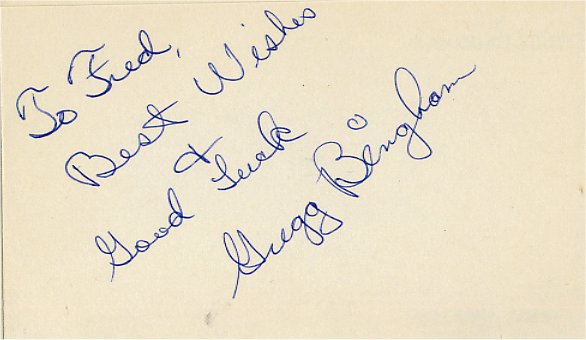 To Fred,
Best Wishes
+
Good Luck
Gregg Bingham